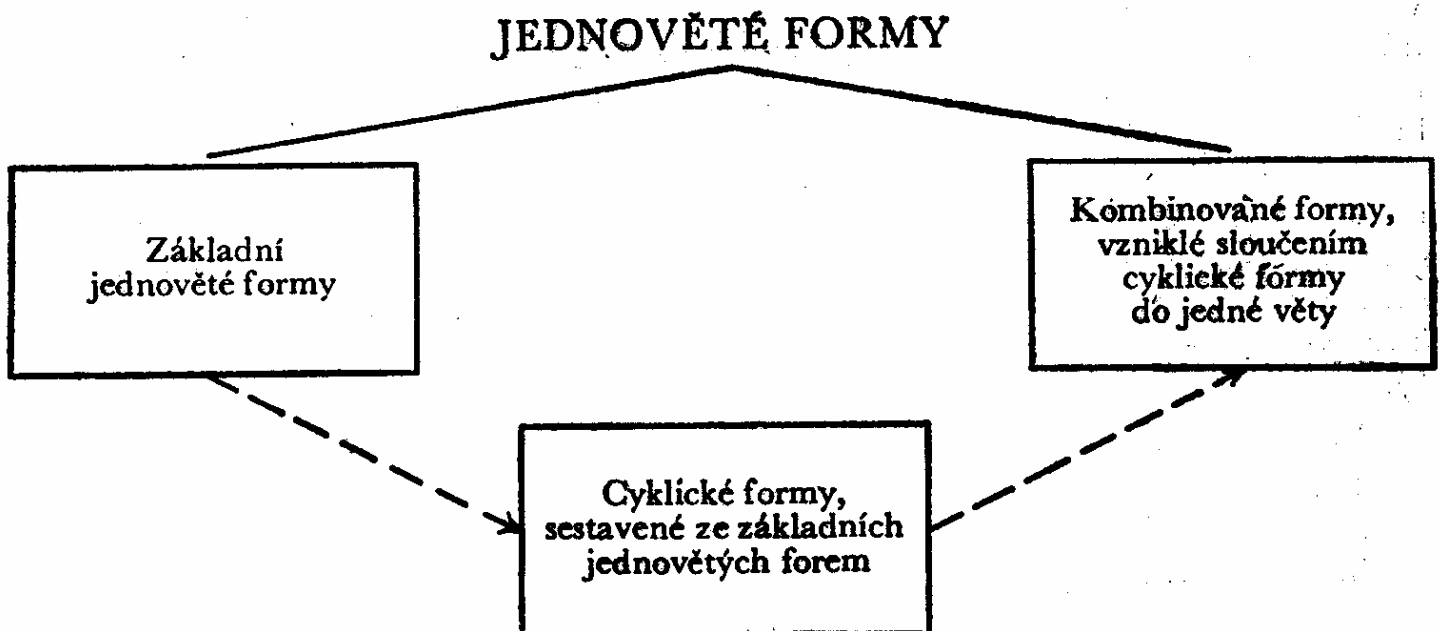 JEDNOVĚTÉ FORMY
Základní
jednověté formy
Kombinované formy,
vzniklé sloučením
cyklické formy
do jedné věty
Cyklické formy,
sestavené ze základních
jednovětých forem